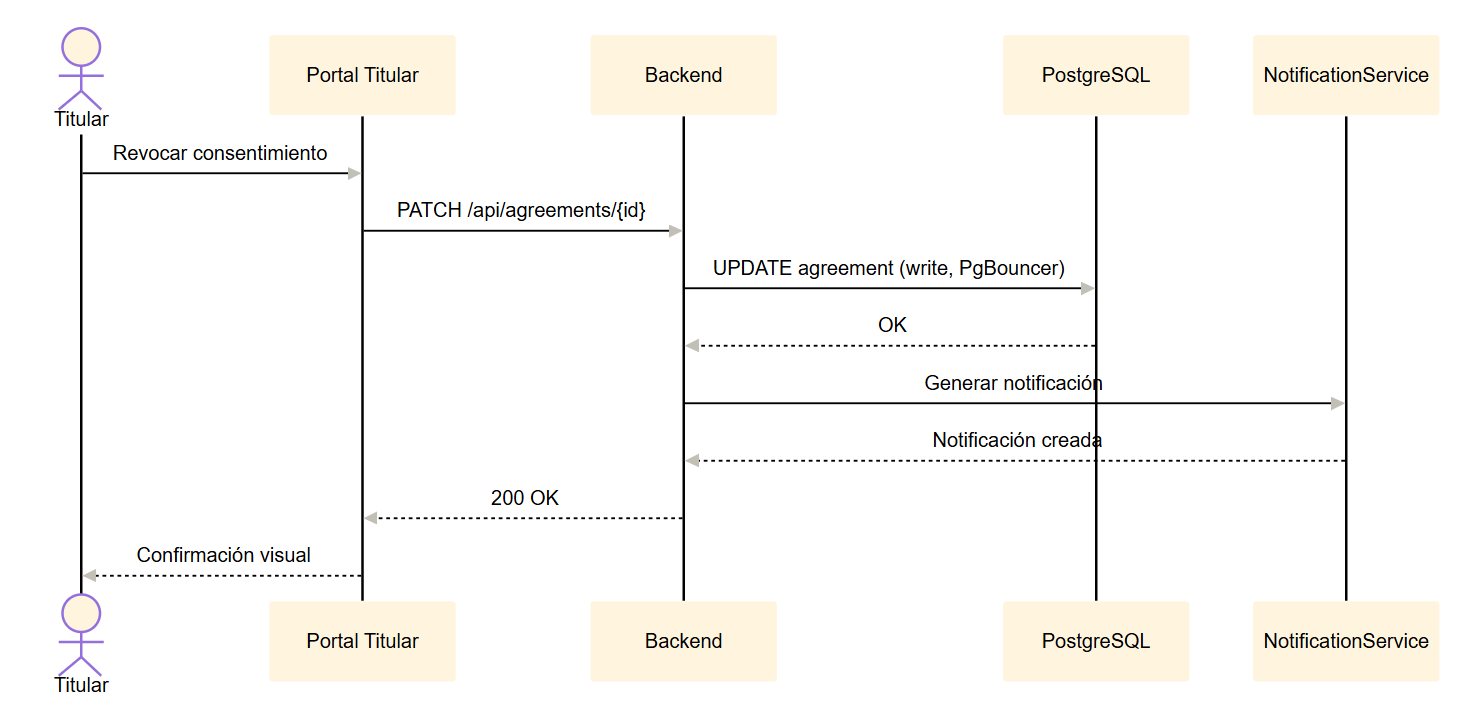 Titular
Portal Titular
Backend
PostgreSQL
NotificationService
Revocar consentimiento
PATCH /api/agreements/{id}
UPDATE agreement (write, PgBouncer)
OK
Generar notificación
Notificación creada
200 OK
Confirmación visual
Titular
Portal Titular
Backend
PostgreSQL
NotificationService